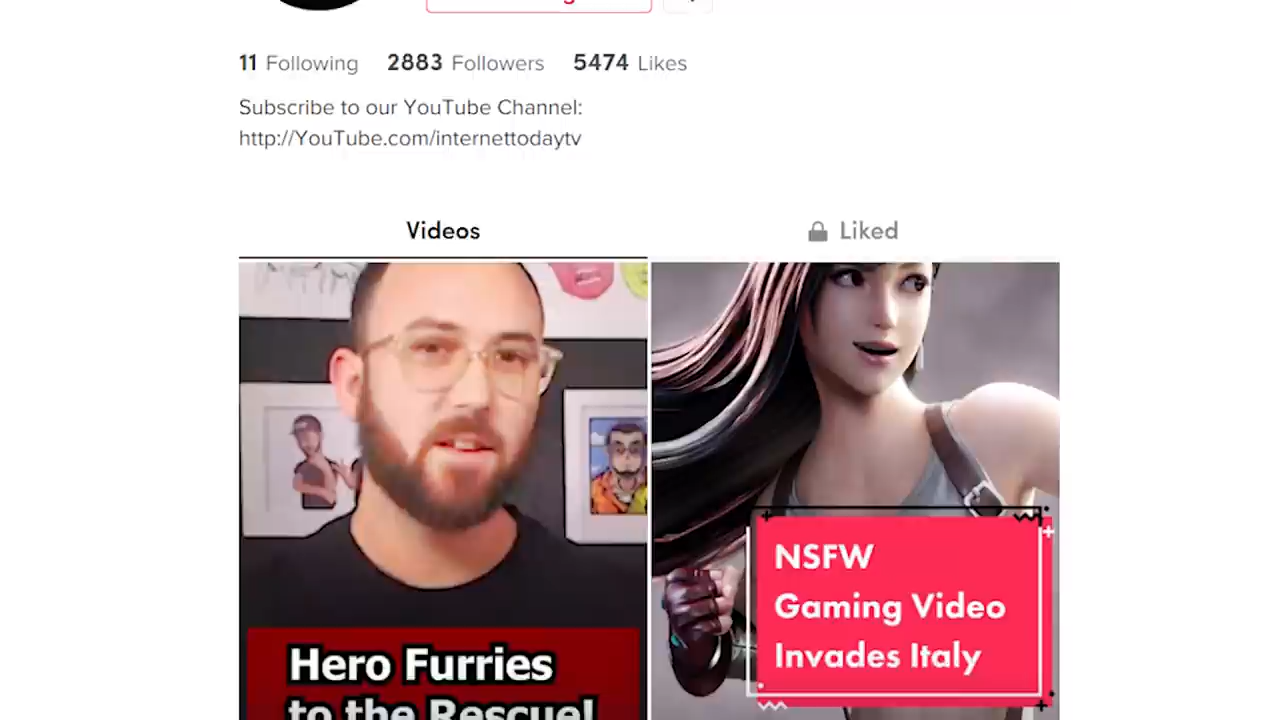 11 Following 2883 Followers 5474 Likes
Subscribe to our YouTube Channel:
http://YouTube.com/internettodaytv
Videos
Liked
NSFW
Gaming Video
Invades Italy
Hero Furries
to the Rescue!